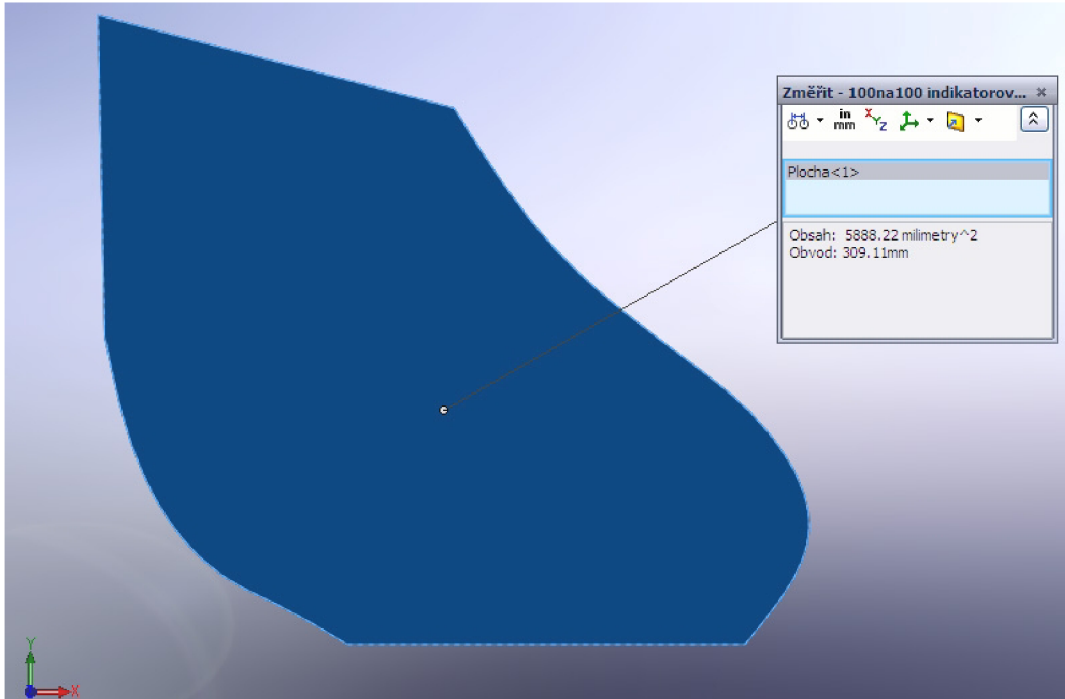 Změřit - 100na100 indikatorov...
in
mm
X
Y
Z
Plocha<1>
Obsah: 5888.22 milimetry^2
Obvod: 309.11mm
Y
X